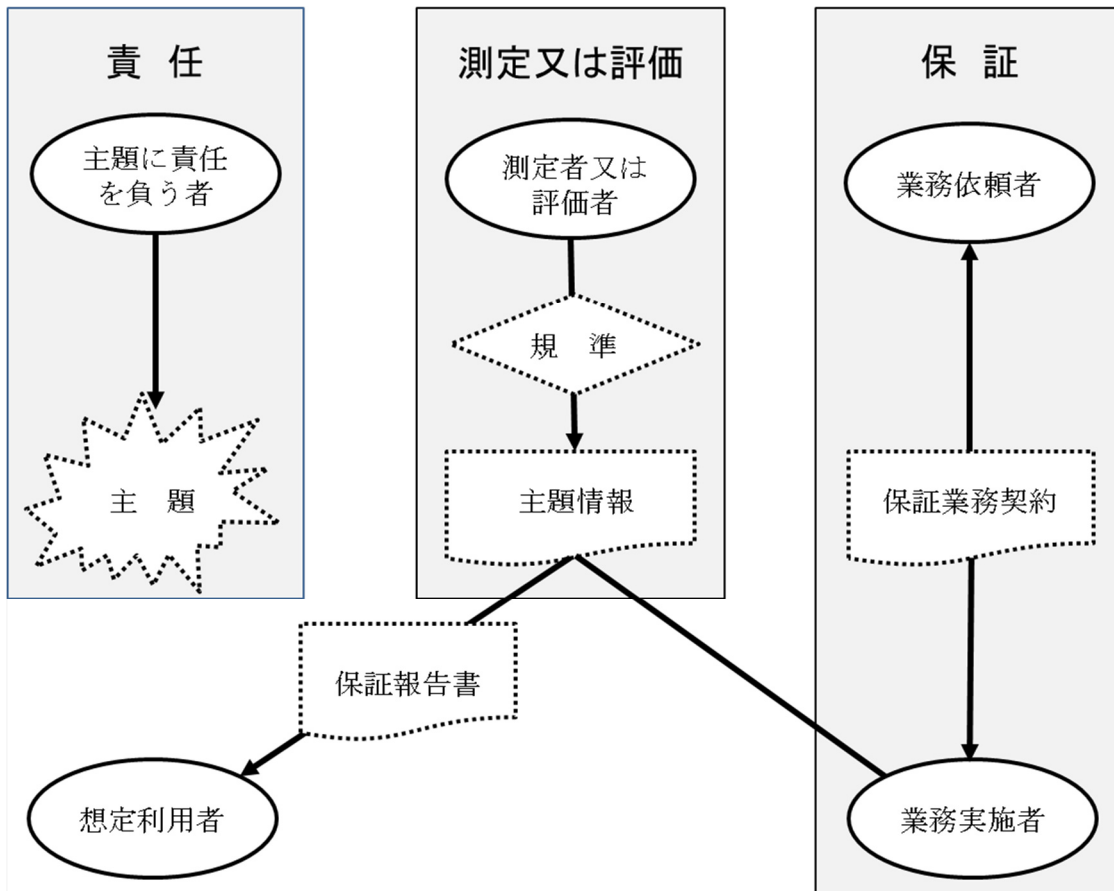 責 任
測定又は評価
保 証
主題に責任
を負う者
測定者又は
評価者
業務依頼者
規 準
主 題
主題情報
保証業務契約
保証報告書
想定利用者
業務実施者